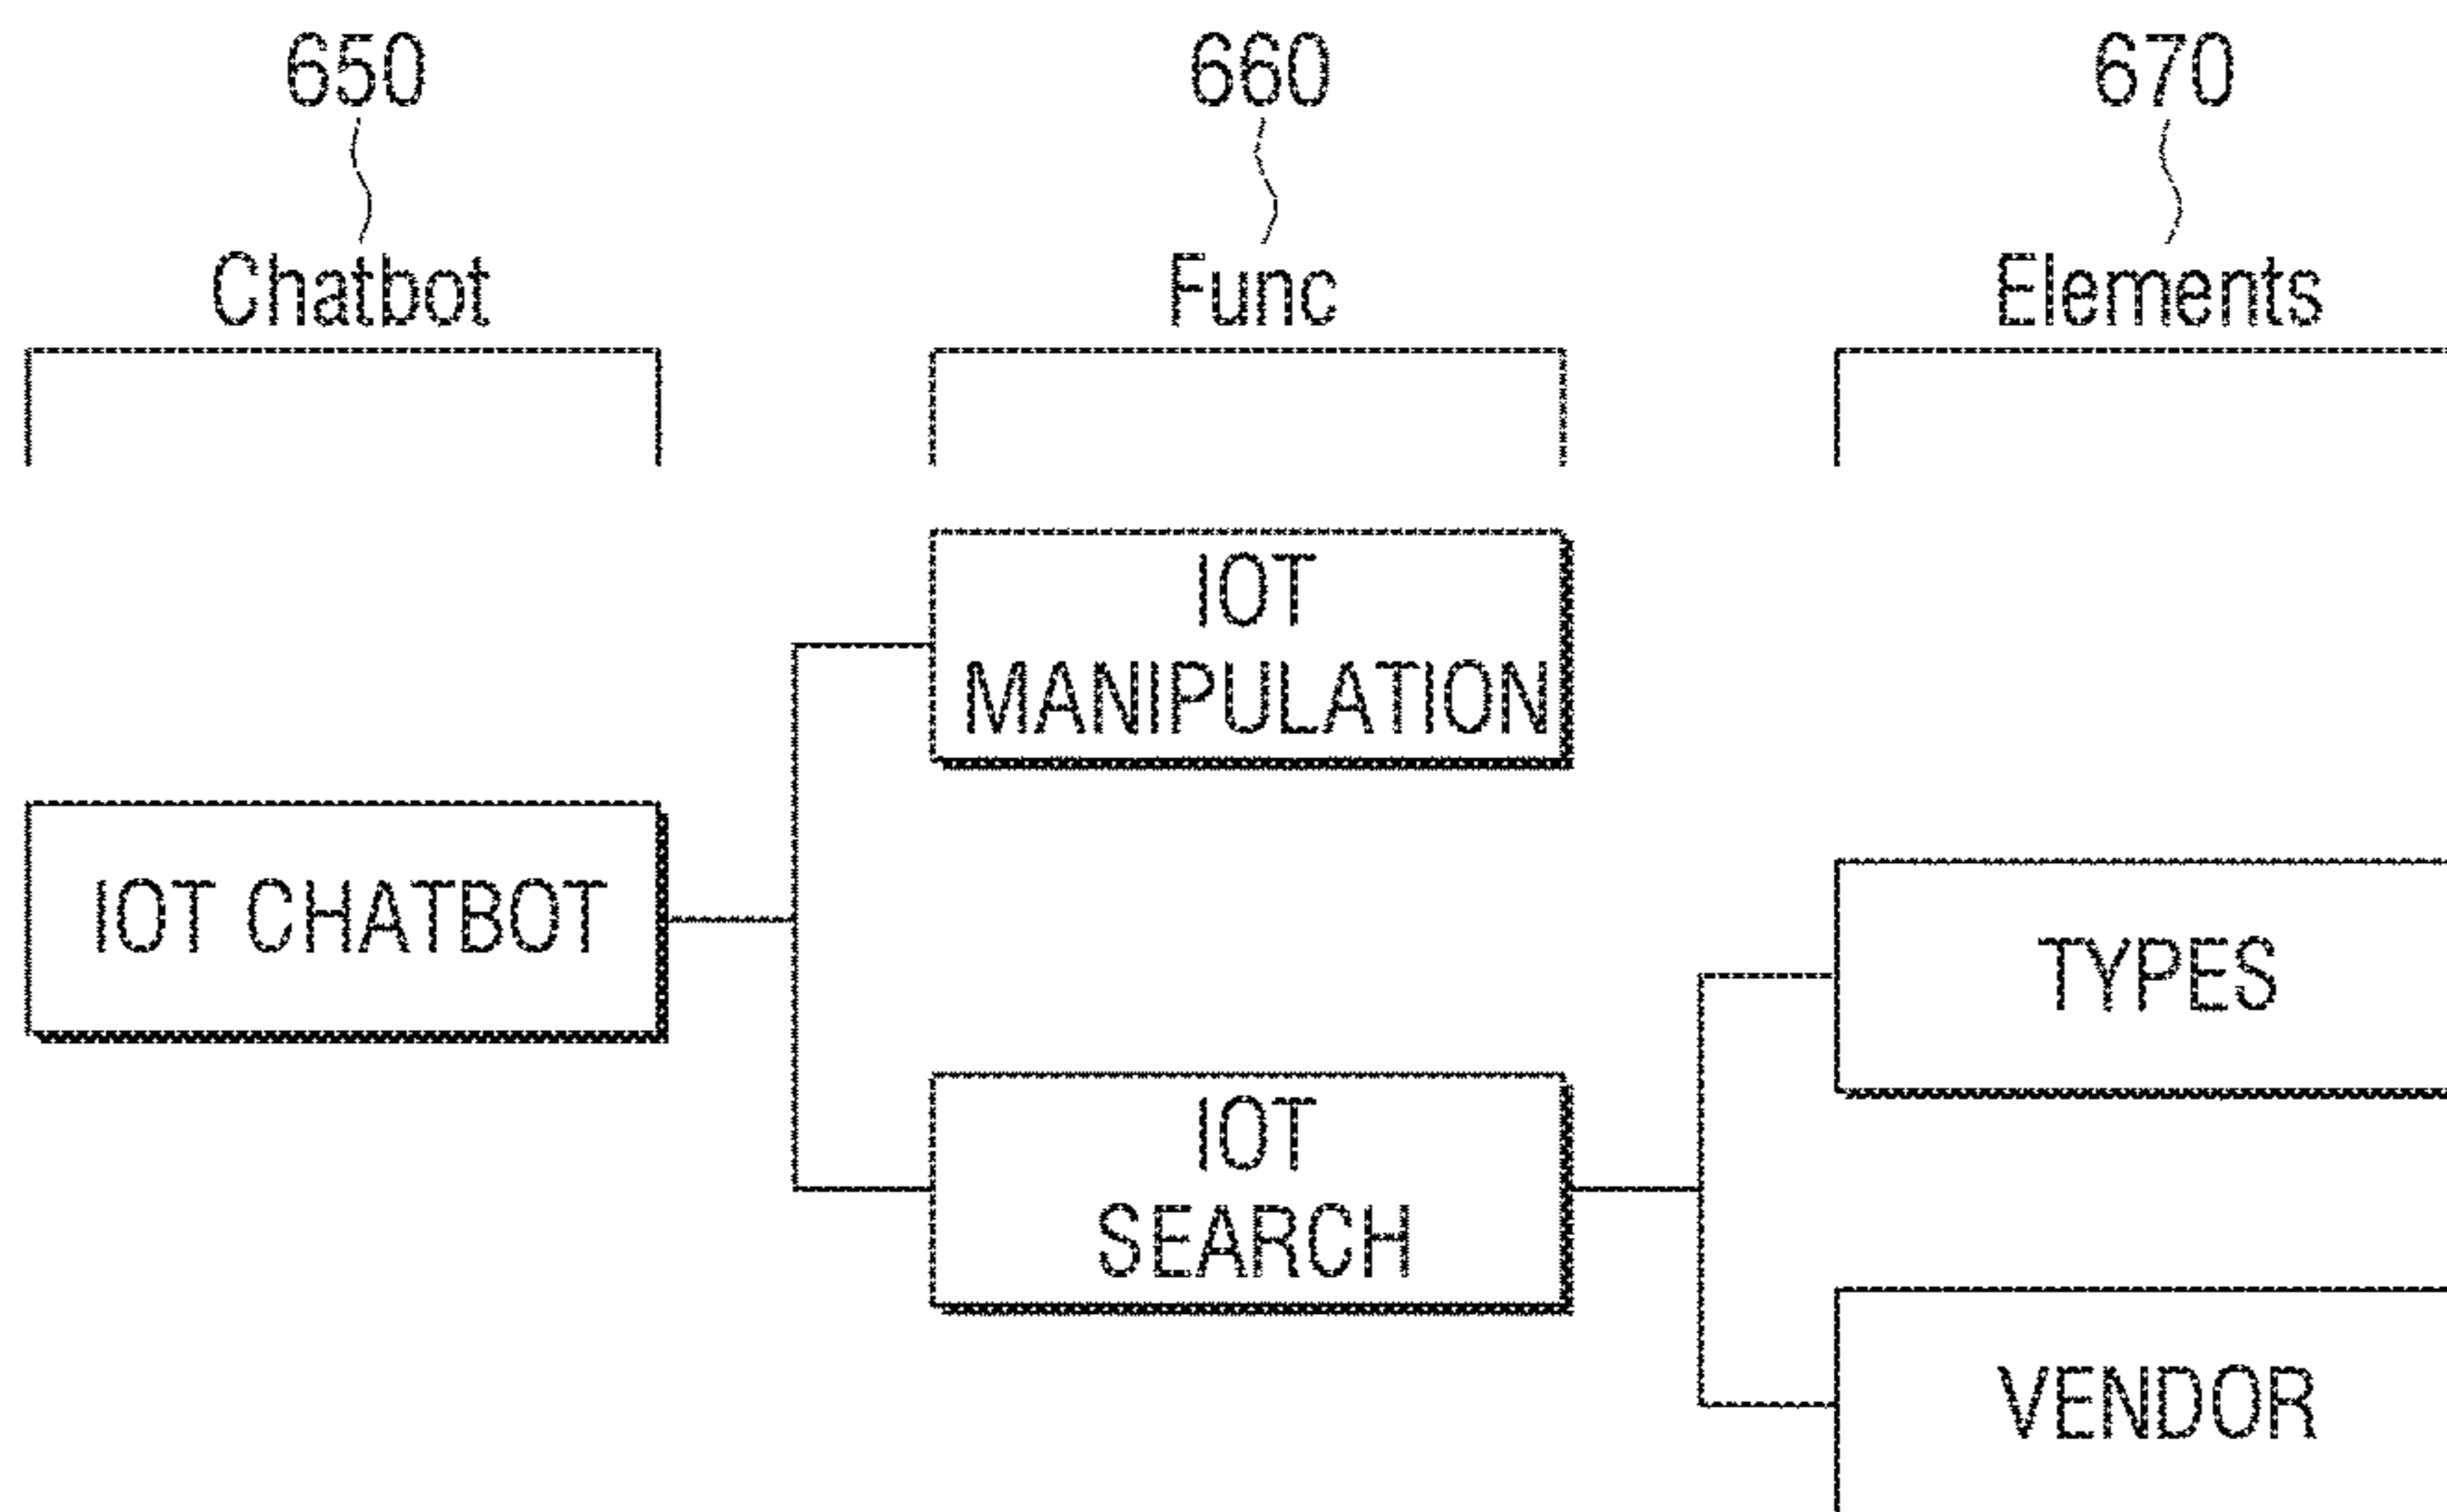 650
660
670
Chatbot
Func
Elements
IOT
MANIPULATION
IOT CHATBOT
TYPES
IOT
SEARCH
VENDOR